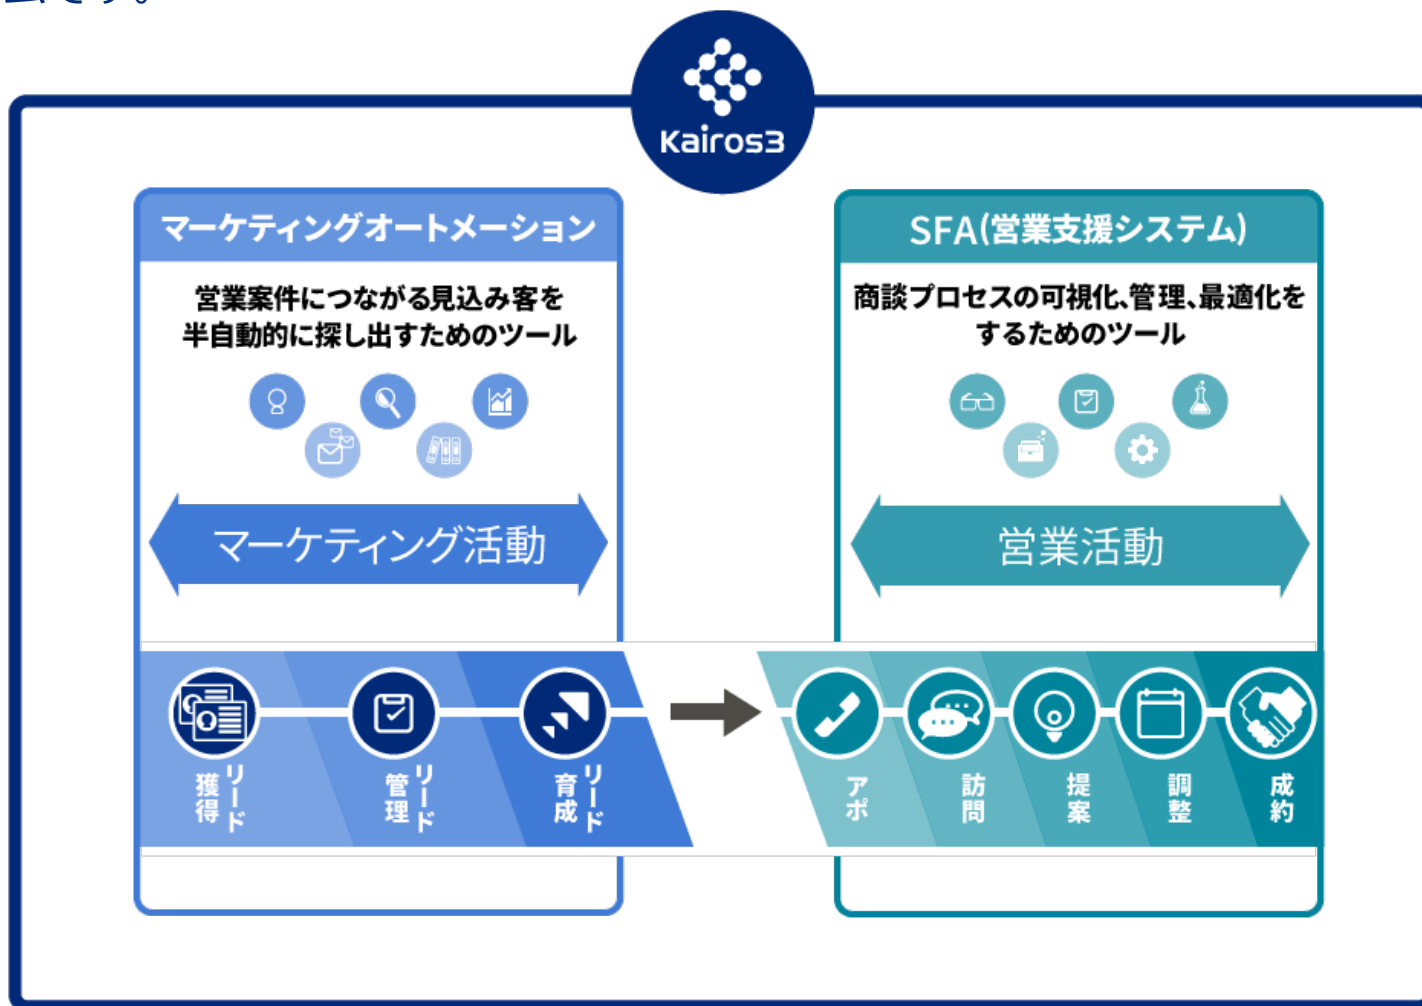 ムです。
Kairos3
マーケティングオートメーション
営業案件につながる見込み客を
半自動的に探し出すためのツール
マーケティング活動
SFA(営業支援システム)
商談プロセスの可視化、管理、最適化を
するためのツール
営業活動
リード
獲得
リード
管理
リード
育成
アポ
訪問
提案
調整
成約